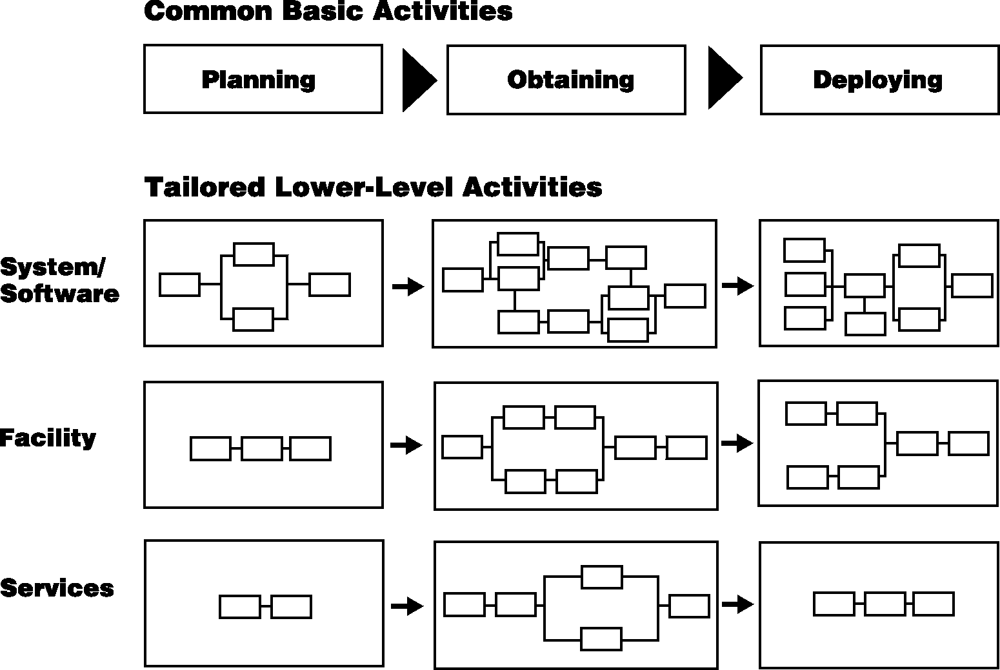 Common Basic Activities
Planning
Obtaining
Deploying
Tailored Lower-Level Activities
System/
Software
Facility
Services